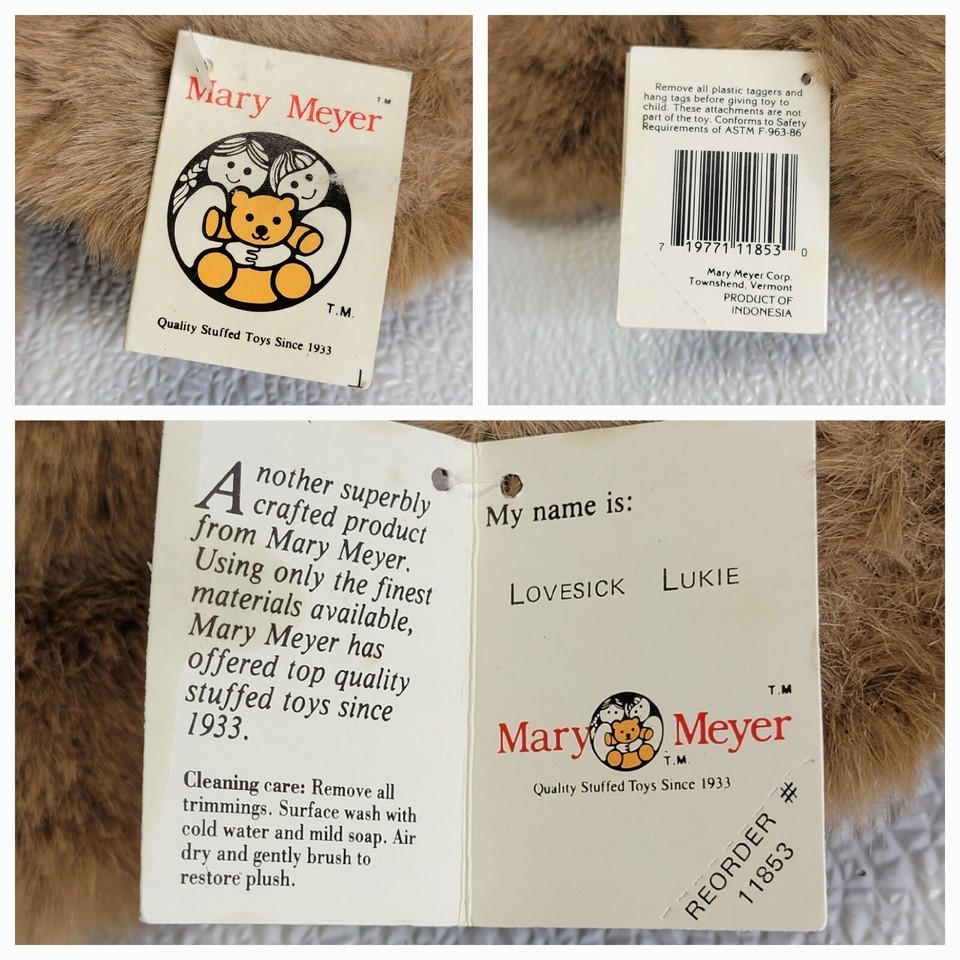 Mary Meyer T.M
T.M.
Quality Stuffed Toys Since 1933
Remove all plastic taggers and
hang tags before giving toy to
child. These attachments are not
part of the toy. Conforms to Safety
Requirements of ASTM F-963-86
7 19771 11853 0
Mary Meyer Corp.
Townshend, Vermont
PRODUCT OF
INDONESIA
Another superbly
crafted product
from Mary Meyer.
Using only the finest
materials available,
Mary Meyer has
offered top quality
stuffed toys since
1933.
Cleaning care: Remove all
trimmings. Surface wash with
cold water and mild soap. Air
dry and gently brush to
restore plush.
My name is:
LOVESICK LUKIE
T.M
Mary Meyer
T.M.
Quality Stuffed Toys Since 1933
REORDER #
11853